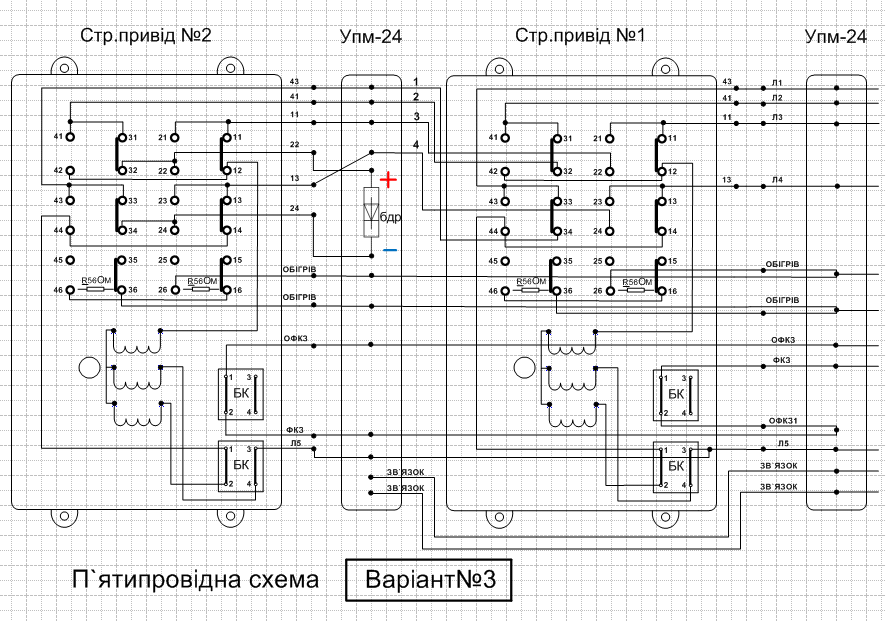 Стр.привід №2 Упм-24 Стр.привід №1 Упм-24
43 1 43 Л1
41 2 41 Л2
11 3 11 Л3
41 31 21 11 22 4 41 31 21 11
42 32 22 12 13 + 42 32 22 12 13 Л4
43 33 23 13 24 бдр 43 33 23 13
44 34 24 14 – 44 34 24 14
45 35 25 15 ОБІГРІВ 45 35 25 15 ОБІГРІВ
R56Ом R56Ом R56Ом R56Ом
46 36 26 16 ОБІГРІВ 46 36 26 16 ОБІГРІВ
ОФКЗ ОФКЗ
ФКЗ
1 3 1 3
БК БК
2 4 2 4
ФКЗ ОФКЗ1
Л5 Л5
1 3 1 3
БК БК
2 4 2 4
ЗВ`ЯЗОК ЗВ`ЯЗОК
ЗВ`ЯЗОК ЗВ`ЯЗОК
П`ятипровідна схема Варіант№3